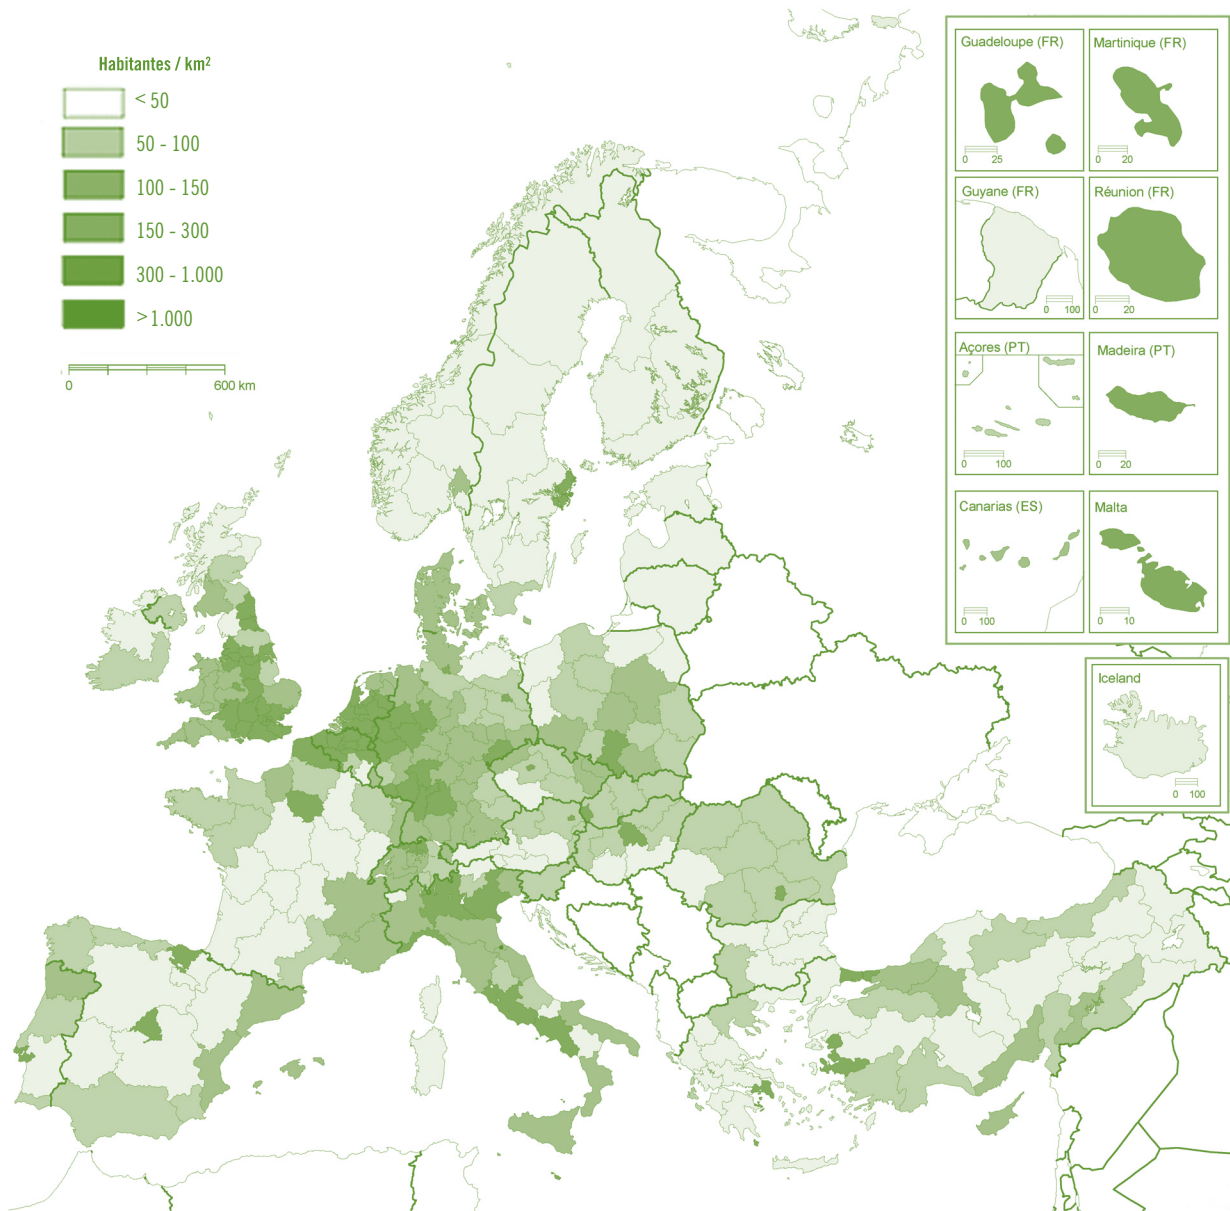 Habitantes / km²
< 50
50 - 100
100 - 150
150 - 300
300 - 1.000
> 1.000
0 600 km
Guadeloupe (FR)
0 25
Martinique (FR)
0 20
Guyane (FR)
0 100
Réunion (FR)
0 20
Açores (PT)
0 100
Madeira (PT)
0 20
Canarias (ES)
0 100
Malta
0 10
Iceland
0 100